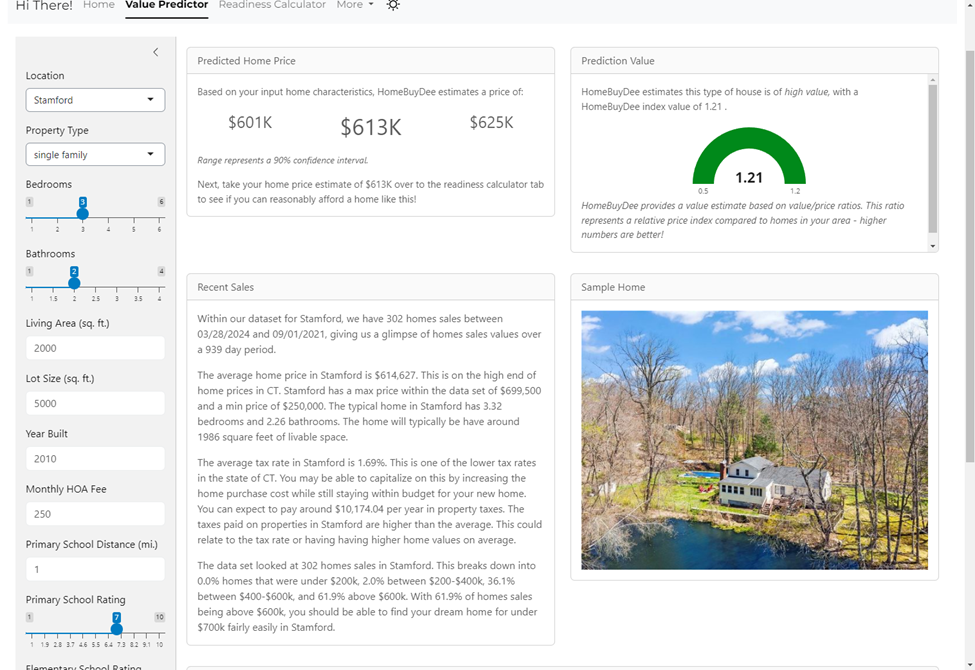 Hi There!
Home
Value Predictor
Readiness Calculator
More
Location
Stamford
Property Type
single family
Bedrooms
1
3
6
1 2 3 4 5 6
Bathrooms
1
2
4
1 1.5 2 2.5 3 3.5 4
Living Area (sq. ft.)
2000
Lot Size (sq. ft.)
5000
Year Built
2010
Monthly HOA Fee
250
Primary School Distance (mi.)
1
Primary School Rating
1
7
10
1 1.9 2.8 3.7 4.6 5.5 6.4 7.3 8.2 9.1 10
Elementary School Rating
Predicted Home Price
Based on your input home characteristics, HomeBuyDee estimates a price of:
$601K
$613K
$625K
Range represents a 90% confidence interval.
Next, take your home price estimate of $613K over to the readiness calculator tab
to see if you can reasonably afford a home like this!
Prediction Value
HomeBuyDee estimates this type of house is of high value, with a
HomeBuyDee index value of 1.21 .
1.21
0.5
1.2
HomeBuyDee provides a value estimate based on value/price ratios. This ratio
represents a relative price index compared to homes in your area - higher
numbers are better!
Recent Sales
Within our dataset for Stamford, we have 302 homes sales between
03/28/2024 and 09/01/2021, giving us a glimpse of homes sales values over
a 939 day period.
The average home price in Stamford is $614,627. This is on the high end of
home prices in CT. Stamford has a max price within the data set of $699,500
and a min price of $250,000. The typical home in Stamford has 3.32
bedrooms and 2.26 bathrooms. The home will typically be have around
1986 square feet of livable space.
The average tax rate in Stamford is 1.69%. This is one of the lower tax rates
in the state of CT. You may be able to capitalize on this by increasing the
home purchase cost while still staying within budget for your new home.
You can expect to pay around $10,174.04 per year in property taxes. The
taxes paid on properties in Stamford are higher than the average. This could
relate to the tax rate or having having higher home values on average.
The data set looked at 302 homes sales in Stamford. This breaks down into
0.0% homes that were under $200k, 2.0% between $200-$400k, 36.1%
between $400-$600k, and 61.9% above $600k. With 61.9% of homes sales
being above $600k, you should be able to find your dream home for under
$700k fairly easily in Stamford.
Sample Home